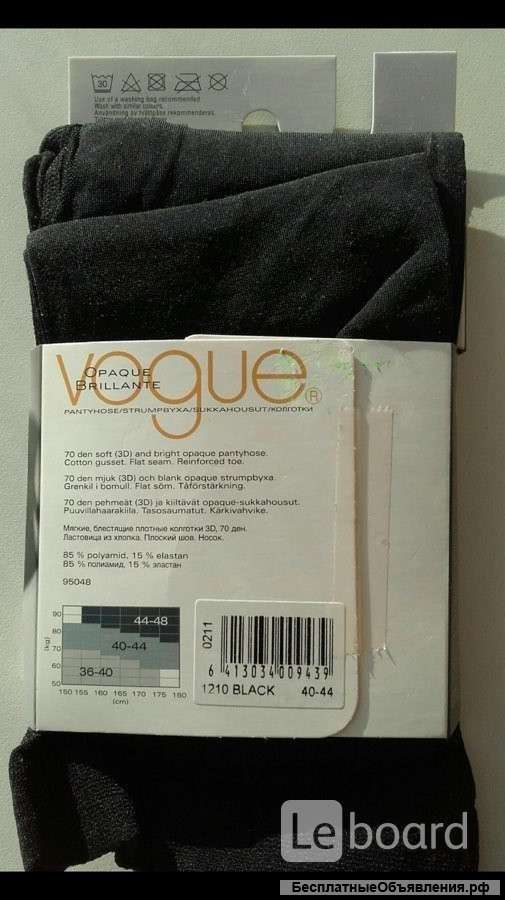 30
Use of a washing bag recommended.
Wash with similar colours.
Användning av tvättpåse rekommenderas.
vogue®
OPAQUE
BRILLANTE
PANTYHOSE/STRUMPBYXA/SUKKAHOUSUT/КОЛГОТКИ
70 den soft (3D) and bright opaque pantyhose.
Cotton gusset. Flat seam. Reinforced toe.
70 den mjuk (3D) och blank opaque strumpbyxa.
Grenkil i bomull. Flat söm. Tåförstärkning.
70 den pehmeät (3D) ja kiiltävät opaque-sukkahousut.
Puuvillahaarakiila. Tasosaumatut. Kärkivahvike.
Мягкие, блестящие плотные колготки 3D, 70 ден.
Ластовица из хлопка. Плоский шов. Носок.
85 % polyamid, 15 % elastan
85 % полиамид, 15 % эластан
95048
(kg)
90
80
70
60
50
44-48
40-44
36-40
150 155 160 165 170 175 180
(cm)
0211
6 413034 009439
1210 BLACK 40-44
Leboard
БесплатныеОбъявления.рф